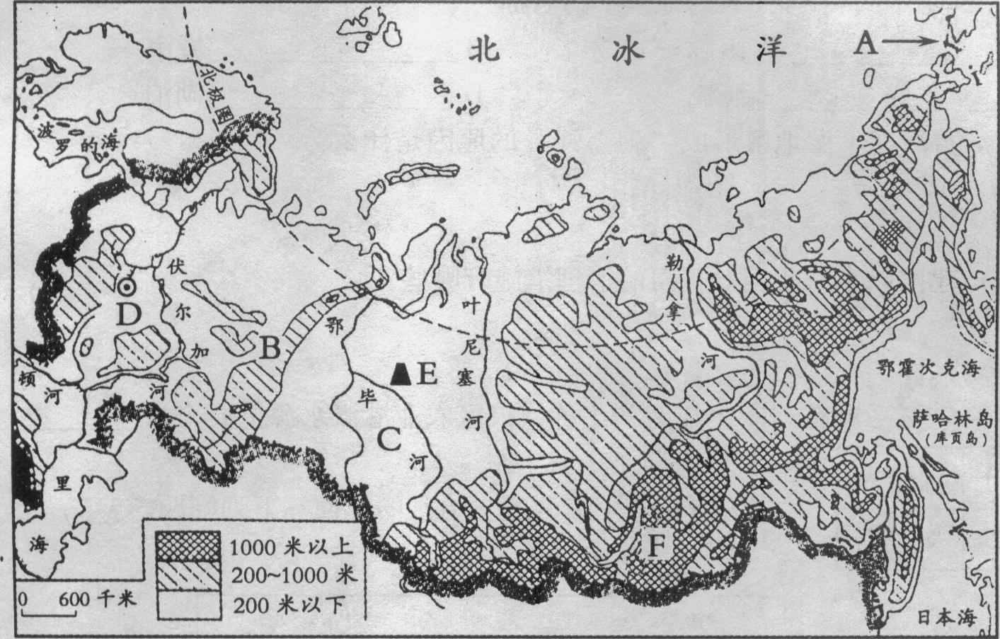 北冰洋
A
北极圈
波罗的海
伏尔加河
D
B
鄂毕河
E
C
叶尼塞河
勒拿河
鄂霍次克海
萨哈林岛
(库页岛)
顿河
里海
F
日本海
1000 米以上
200~1000 米
200 米以下
0 600 千米